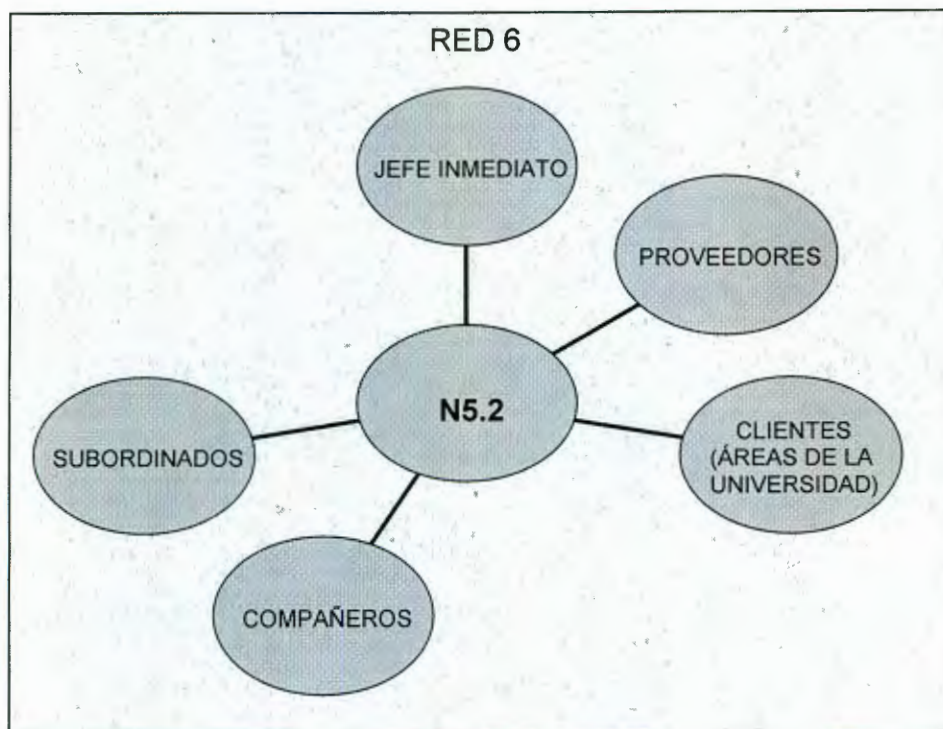 RED 6
JEFE INMEDIATO
PROVEEDORES
N5.2
CLIENTES
(ÁREAS DE LA
UNIVERSIDAD)
SUBORDINADOS
COMPAÑEROS